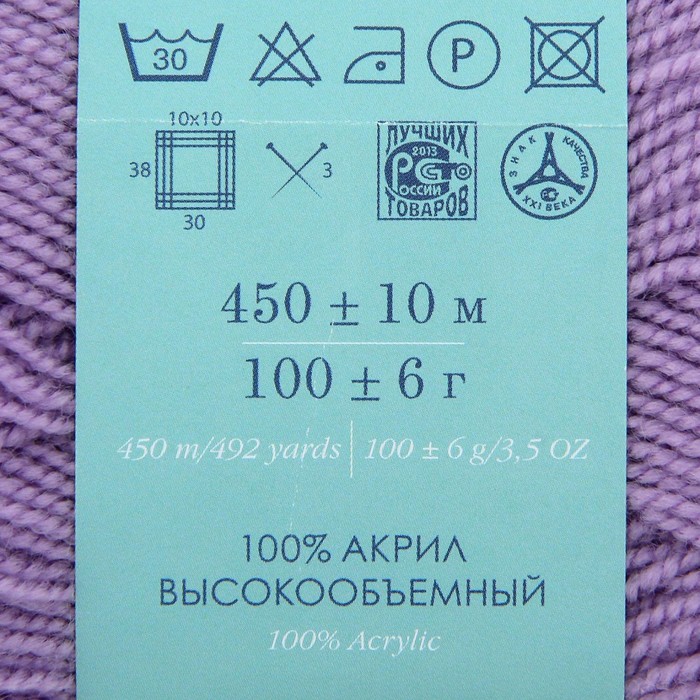 30 P
10x10
38 3
30
ЛУЧШИХ
2013
РОССИИ
ТОВАРОВ
ЗНАК КАЧЕСТВА
XXI ВЕКА
450 ± 10 м
100 ± 6 г
450 m/492 yards | 100 ± 6 g/3,5 OZ
100% АКРИЛ
ВЫСОКООБЪЕМНЫЙ
100% Acrylic